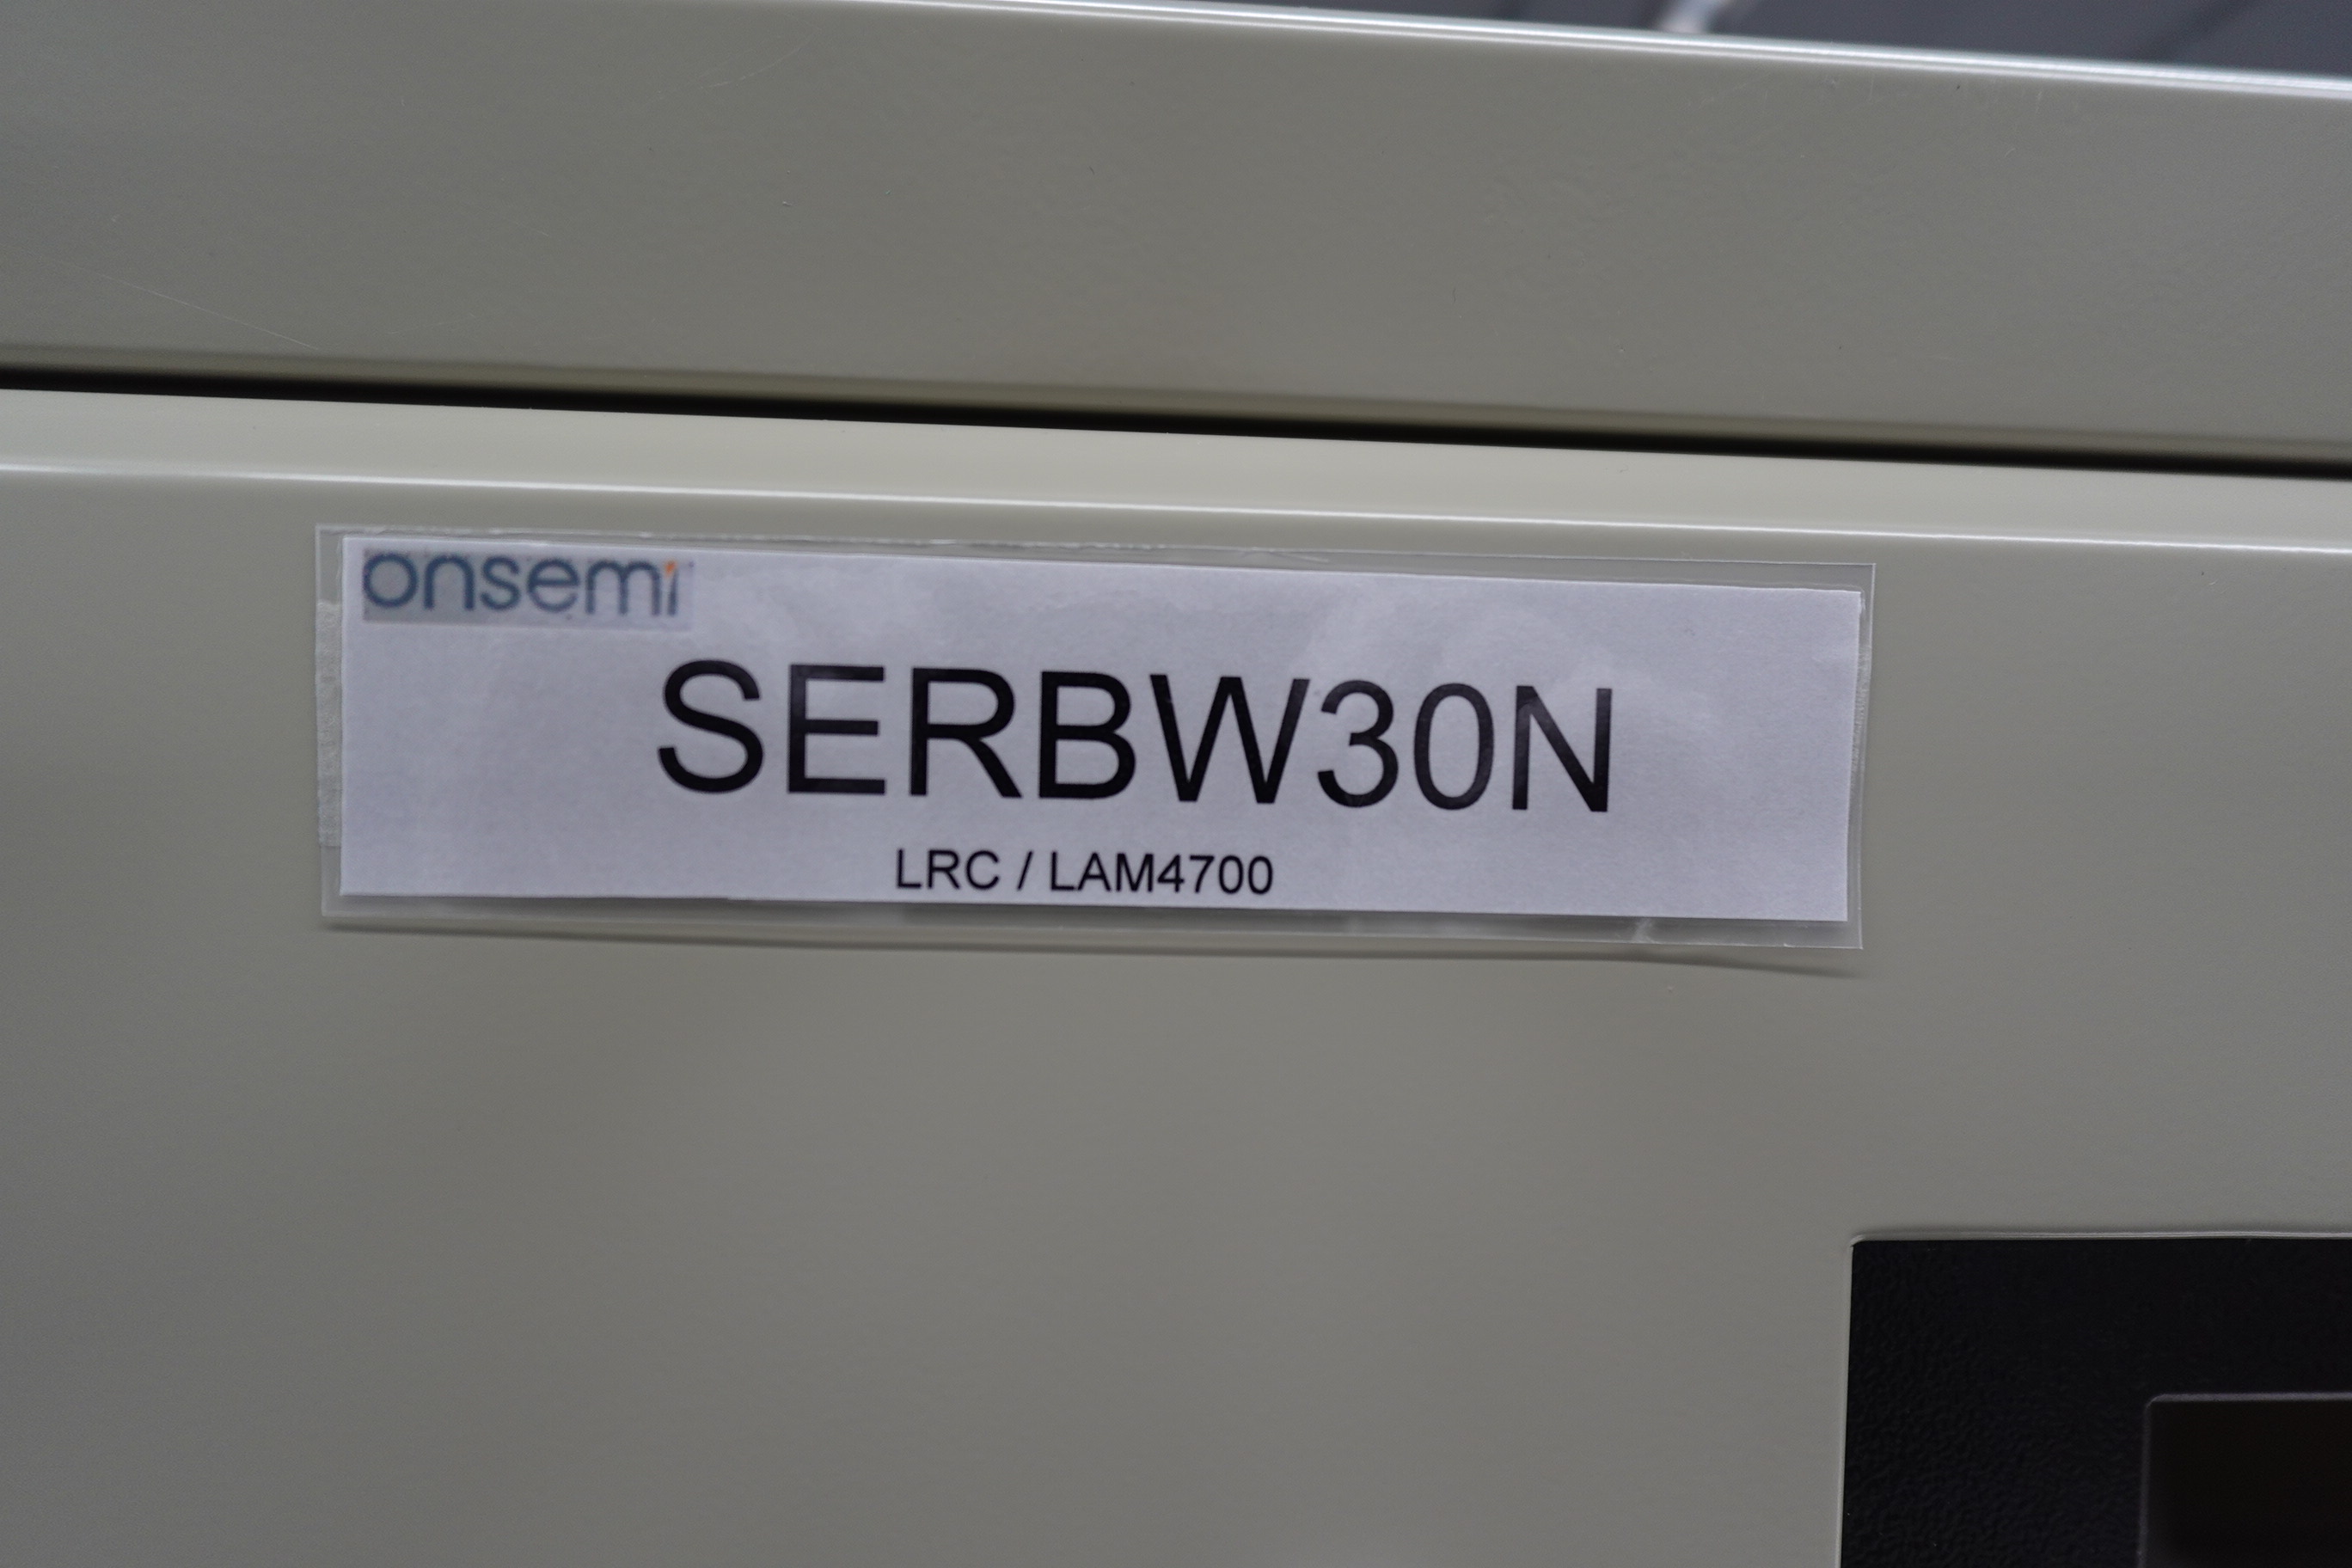 onsemi
SERBW30N
LRC / LAM4700